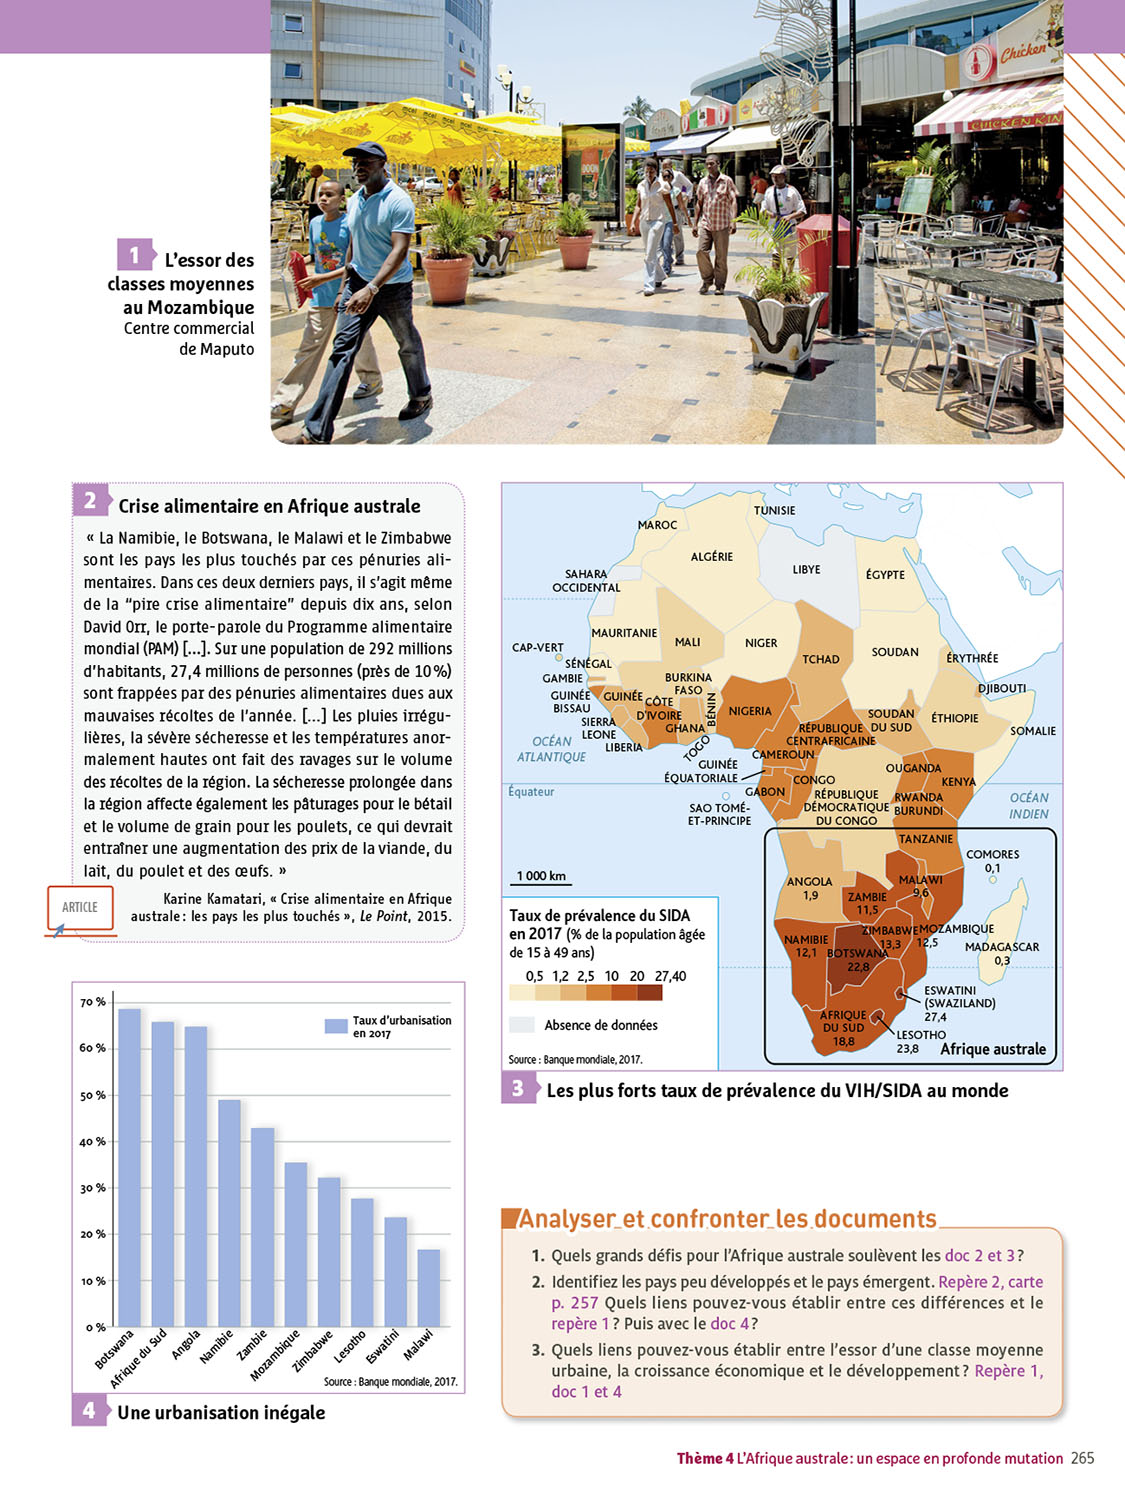 Chicken
CHICKEN KIN
mcel
mcel
1 L'essor des
classes moyennes
au Mozambique
Centre commercial
de Maputo
2 Crise alimentaire en Afrique australe
« La Namibie, le Botswana, le Malawi et le Zimbabwe
sont les pays les plus touchés par ces pénuries ali-
mentaires. Dans ces deux derniers pays, il s'agit même
de la “pire crise alimentaire” depuis dix ans, selon
David Orr, le porte-parole du Programme alimentaire
mondial (PAM) [...]. Sur une population de 292 millions
d'habitants, 27,4 millions de personnes (près de 10 %)
sont frappées par des pénuries alimentaires dues aux
mauvaises récoltes de l'année. [...] Les pluies irrégu-
lières, la sévère sécheresse et les températures anor-
malement hautes ont fait des ravages sur le volume
des récoltes de la région. La sécheresse prolongée dans
la région affecte également les pâturages pour le bétail
et le volume de grain pour les poulets, ce qui devrait
entraîner une augmentation des prix de la viande, du
lait, du poulet et des œufs. »
ARTICLE
Karine Kamatari, « Crise alimentaire en Afrique
australe : les pays les plus touchés », Le Point, 2015.
TUNISIE
MAROC
ALGÉRIE
LIBYE
ÉGYPTE
SAHARA
OCCIDENTAL
MAURITANIE
MALI
NIGER
TCHAD
SOUDAN
ÉRYTHRÉE
CAP-VERT
SÉNÉGAL
GAMBIE
GUINÉE
BISSAU
GUINÉE
BURKINA
FASO
CÔTE
D'IVOIRE
GHANA
TOGO
BÉNIN
NIGERIA
DJIBOUTI
SIERRA
LEONE
LIBERIA
SOUDAN
DU SUD
ÉTHIOPIE
SOMALIE
RÉPUBLIQUE
CENTRAFRICAINE
CAMEROUN
OCÉAN
ATLANTIQUE
GUINÉE
ÉQUATORIALE
GABON
CONGO
RÉPUBLIQUE
DÉMOCRATIQUE
DU CONGO
OUGANDA
KENYA
RWANDA
BURUNDI
Équateur
SAO TOMÉ-
ET-PRINCIPE
OCÉAN
INDIEN
TANZANIE
COMORES
0,1
1 000 km
ANGOLA
1,9
ZAMBIE
11,5
MALAWI
9,6
NAMIBIE
12,1
ZIMBABWE
13,3
MOZAMBIQUE
12,5
BOTSWANA
22,8
MADAGASCAR
0,3
ESWATINI
(SWAZILAND)
27,4
AFRIQUE
DU SUD
18,8
LESOTHO
23,8
Afrique australe
Taux de prévalence du SIDA
en 2017 (% de la population âgée
de 15 à 49 ans)
0,5 1,2 2,5 10 20 27,40
Absence de données
Source : Banque mondiale, 2017.
3 Les plus forts taux de prévalence du VIH/SIDA au monde
70 %
60 %
50 %
40 %
30 %
20 %
10 %
0 %
Taux d'urbanisation
en 2017
Botswana
Afrique du Sud
Angola
Namibie
Zambie
Mozambique
Zimbabwe
Lesotho
Eswatini
Malawi
Source : Banque mondiale, 2017.
4 Une urbanisation inégale
Analyser et confronter les documents
1. Quels grands défis pour l'Afrique australe soulèvent les doc 2 et 3 ?
2. Identifiez les pays peu développés et le pays émergent. Repère 2, carte
p. 257 Quels liens pouvez-vous établir entre ces différences et le
repère 1 ? Puis avec le doc 4 ?
3. Quels liens pouvez-vous établir entre l'essor d'une classe moyenne
urbaine, la croissance économique et le développement ? Repère 1,
doc 1 et 4
Thème 4 L'Afrique australe : un espace en profonde mutation 265